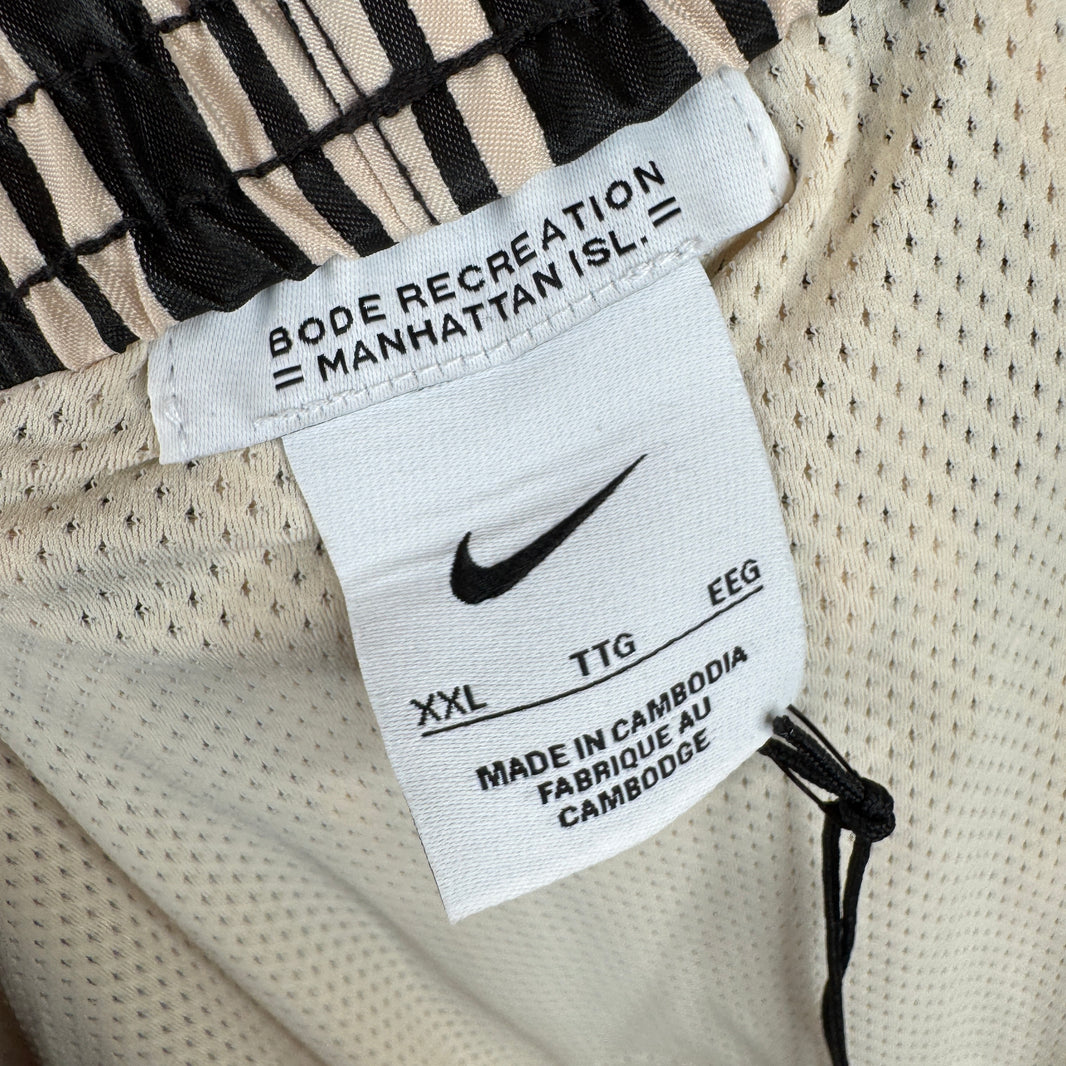 BODE RECREATION
= MANHATTAN ISL. =
XXL TTG EEG
MADE IN CAMBODIA
FABRIQUE AU
CAMBODGE